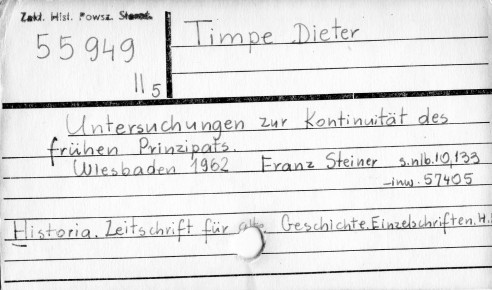 Zakł. Hist. Powsz. Staroż.
55949
II 5
Timpe Dieter
Untersuchungen zur Kontinuität des
frühen Prinzipats.
Wiesbaden 1962 Franz Steiner s.nlb.10,133
-inw. 57405
Historia. Zeitschrift für alte Geschichte. Einzelschriften. H.